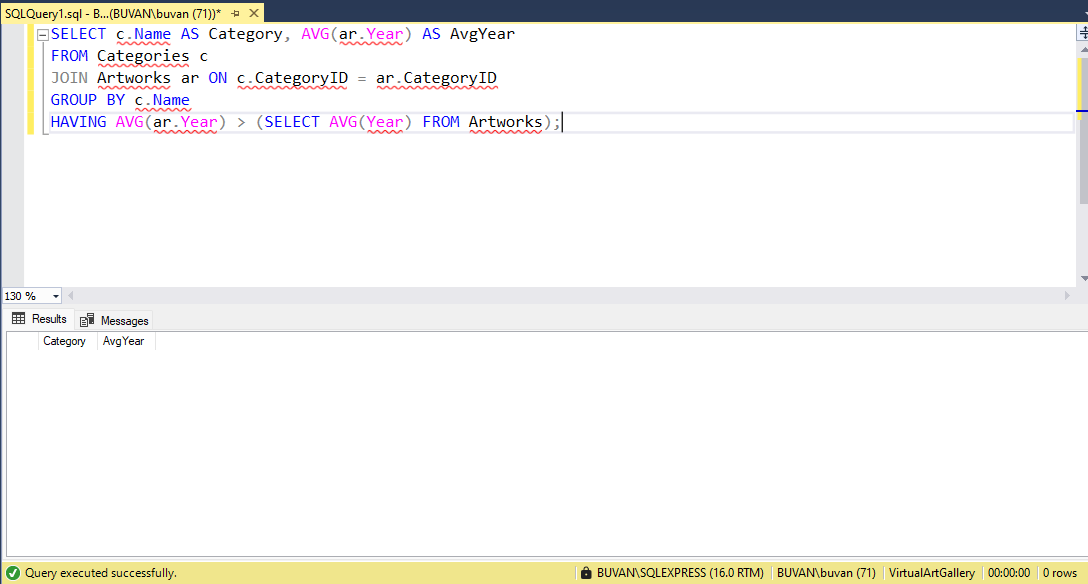 SQLQuery1.sql - B...(BUVAN\buvan (71))*
SELECT c.Name AS Category, AVG(ar.Year) AS AvgYear
FROM Categories c
JOIN Artworks ar ON c.CategoryID = ar.CategoryID
GROUP BY c.Name
HAVING AVG(ar.Year) > (SELECT AVG(Year) FROM Artworks);
130 %
Results Messages
Category AvgYear
Query executed successfully. BUVAN\SQLEXPRESS (16.0 RTM) BUVAN\buvan (71) VirtualArtGallery 00:00:00 0 rows